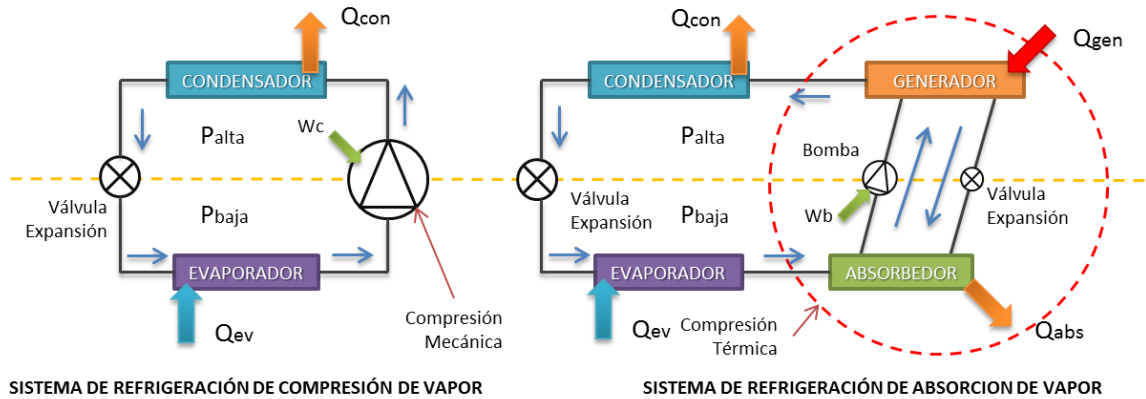 Qcon
CONDENSADOR
Palta
Wc
Válvula
Expansión
Pbaja
EVAPORADOR
Qev
Compresión
Mecánica
SISTEMA DE REFRIGERACIÓN DE COMPRESIÓN DE VAPOR
Qcon
Qgen
CONDENSADOR
GENERADOR
Palta
Bomba
Válvula
Expansión
Pbaja
Wb
Válvula
Expansión
EVAPORADOR
ABSORBEDOR
Qev
Compresión
Térmica
Qabs
SISTEMA DE REFRIGERACIÓN DE ABSORCION DE VAPOR